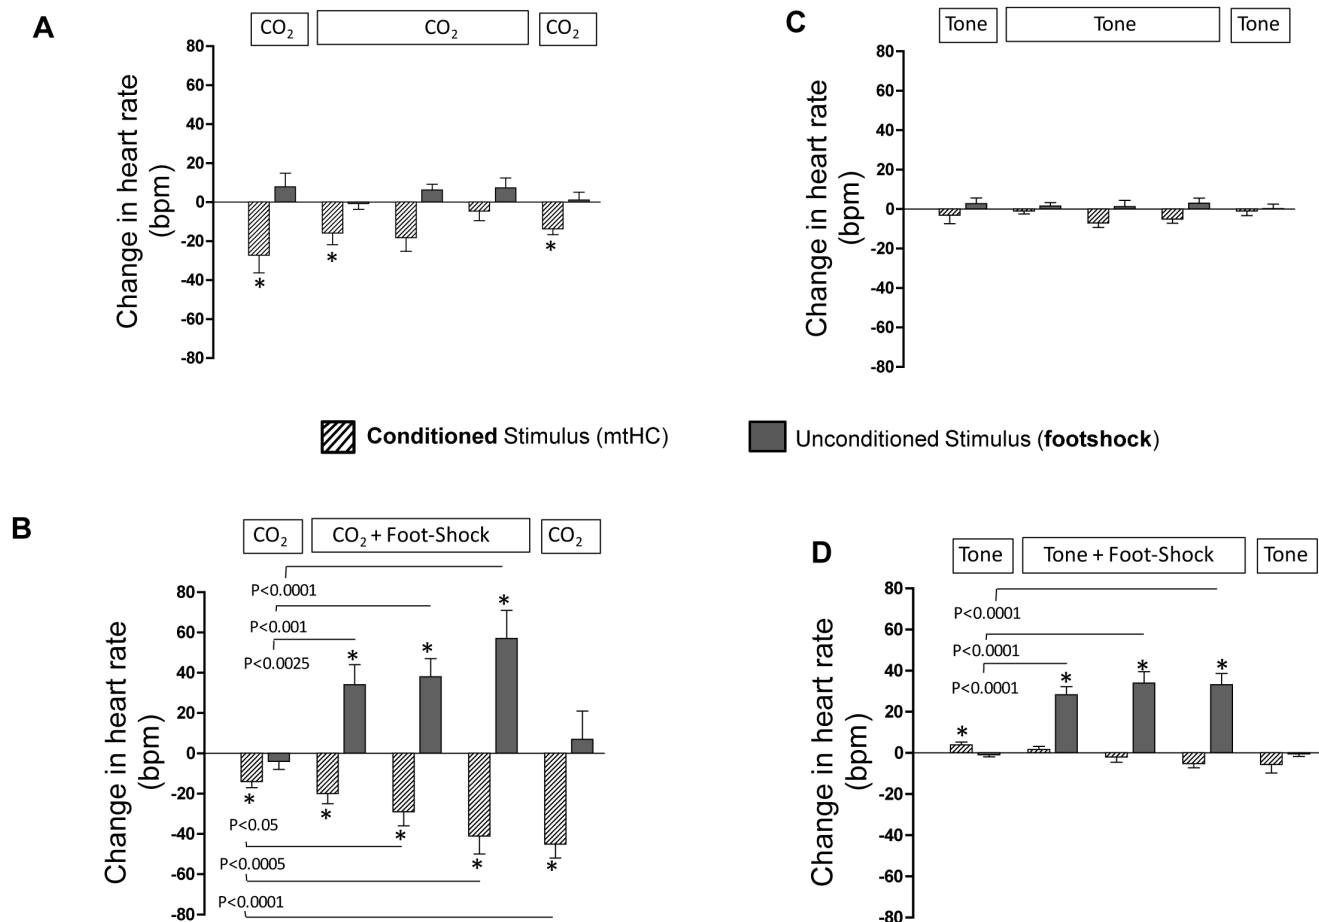 A
CO2 CO2 CO2
80
60
40
20
0
-20
-40
-60
-80
Change in heart rate
(bpm)
* * *
C
Tone Tone Tone
80
60
40
20
0
-20
-40
-60
-80
Change in heart rate
(bpm)
Conditioned Stimulus (mtHC)
Unconditioned Stimulus (footshock)
B
CO2 CO2 + Foot-Shock CO2
P<0.0001
P<0.001
P<0.0025
80
60
40
20
0
-20
-40
-60
-80
Change in heart rate
(bpm)
* * *
* * * * *
P<0.05
P<0.0005
P<0.0001
D
Tone Tone + Foot-Shock Tone
P<0.0001
P<0.0001
P<0.0001
80
60
40
20
0
-20
-40
-60
-80
Change in heart rate
(bpm)
* * * *